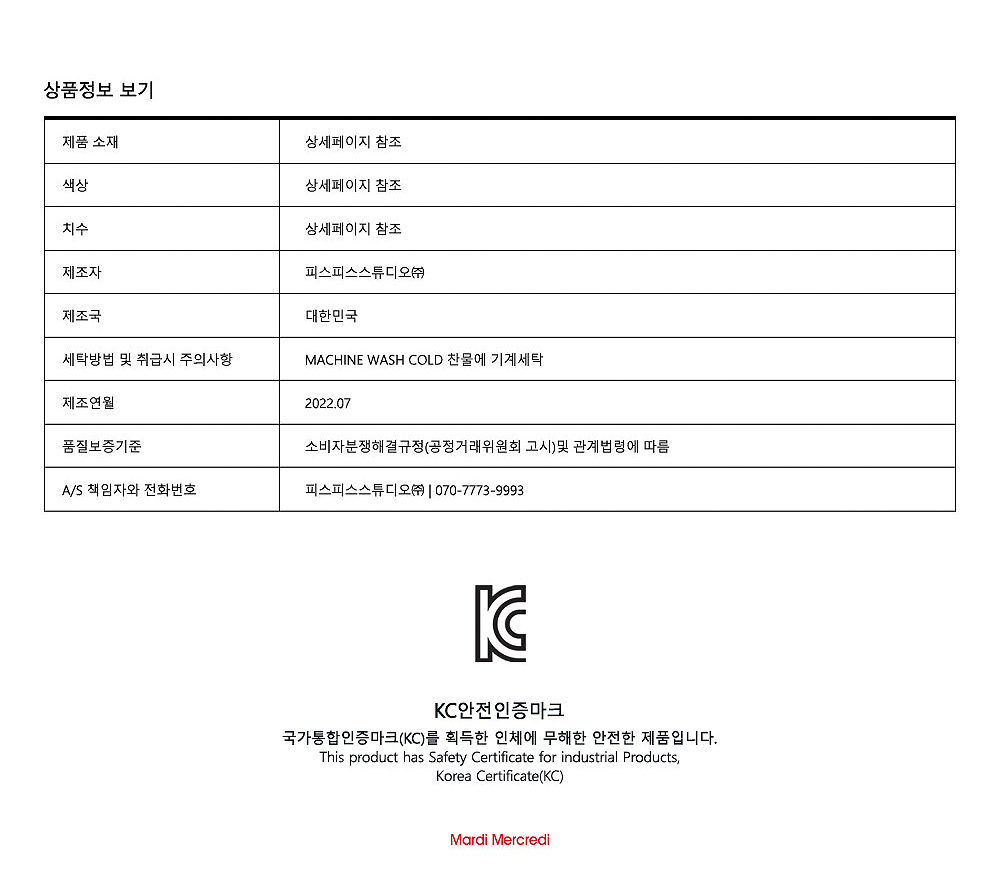 상품정보 보기
제품 소재 상세페이지 참조
색상 상세페이지 참조
치수 상세페이지 참조
제조자 피스피스스튜디오㈜
제조국 대한민국
세탁방법 및 취급시 주의사항 MACHINE WASH COLD 찬물에 기계세탁
제조연월 2022.07
품질보증기준 소비자분쟁해결규정(공정거래위원회 고시)및 관계법령에 따름
A/S 책임자와 전화번호 피스피스스튜디오㈜ | 070-7773-9993
KC
KC안전인증마크
국가통합인증마크(KC)를 획득한 인체에 무해한 안전한 제품입니다.
This product has Safety Certificate for industrial Products,
Korea Certificate(KC)
Mardi Mercredi